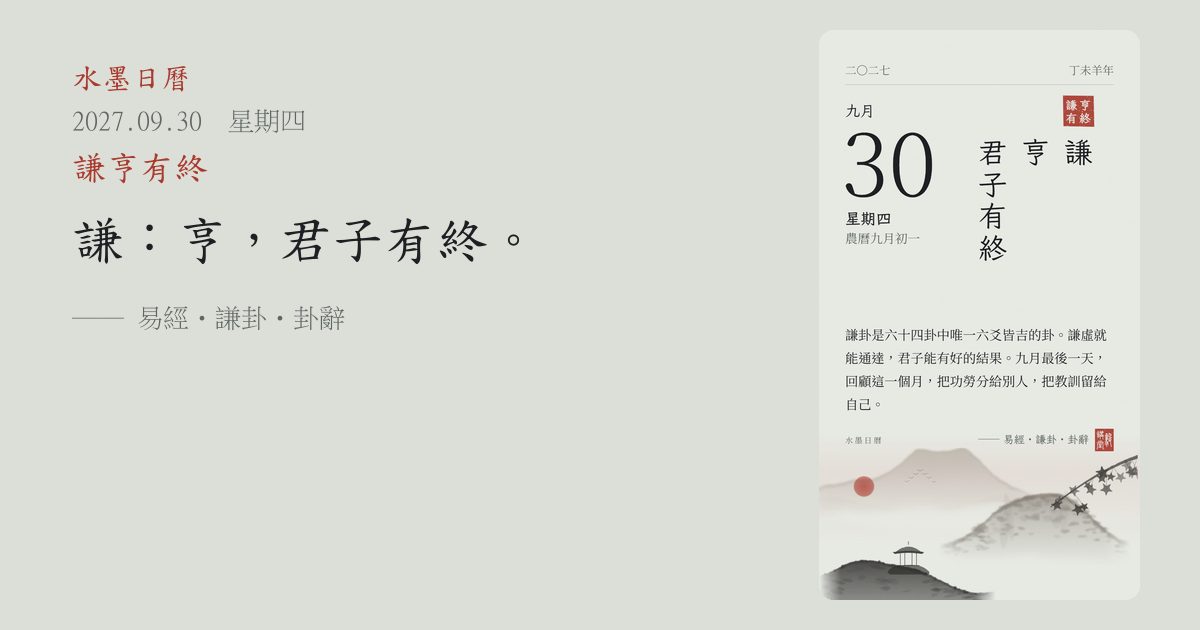 水墨日曆
2027.09.30　星期四
謙亨有終
謙：亨，君子有終。
—— 易經・謙卦・卦辭
二〇二七
丁未羊年
九月
30
星期四
農曆九月初一
謙亨有終
謙
亨
君子有終
謙卦是六十四卦中唯一六爻皆吉的卦。謙虛就
能通達，君子能有好的結果。九月最後一天，
回顧這一個月，把功勞分給別人，把教訓留給
自己。
水墨日曆
—— 易經・謙卦・卦辭